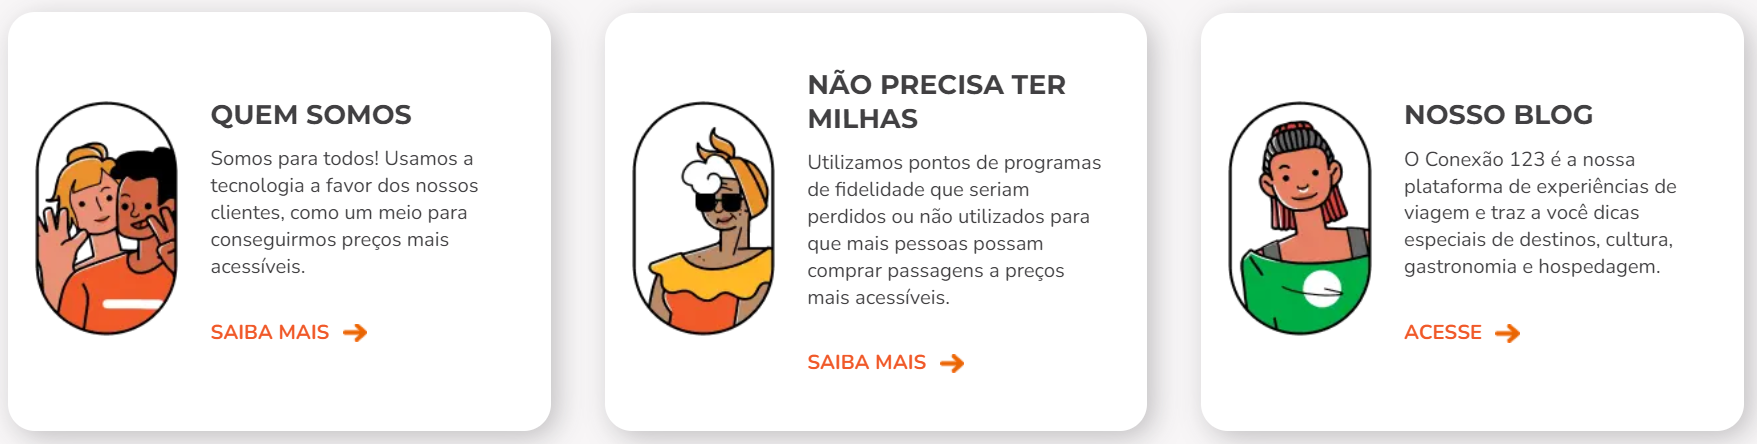 QUEM SOMOS
Somos para todos! Usamos a
tecnologia a favor dos nossos
clientes, como um meio para
conseguirmos preços mais
acessíveis.
SAIBA MAIS
NÃO PRECISA TER
MILHAS
Utilizamos pontos de programas
de fidelidade que seriam
perdidos ou não utilizados para
que mais pessoas possam
comprar passagens a preços
mais acessíveis.
SAIBA MAIS
NOSSO BLOG
O Conexão 123 é a nossa
plataforma de experiências de
viagem e traz a você dicas
especiais de destinos, cultura,
gastronomia e hospedagem.
ACESSE